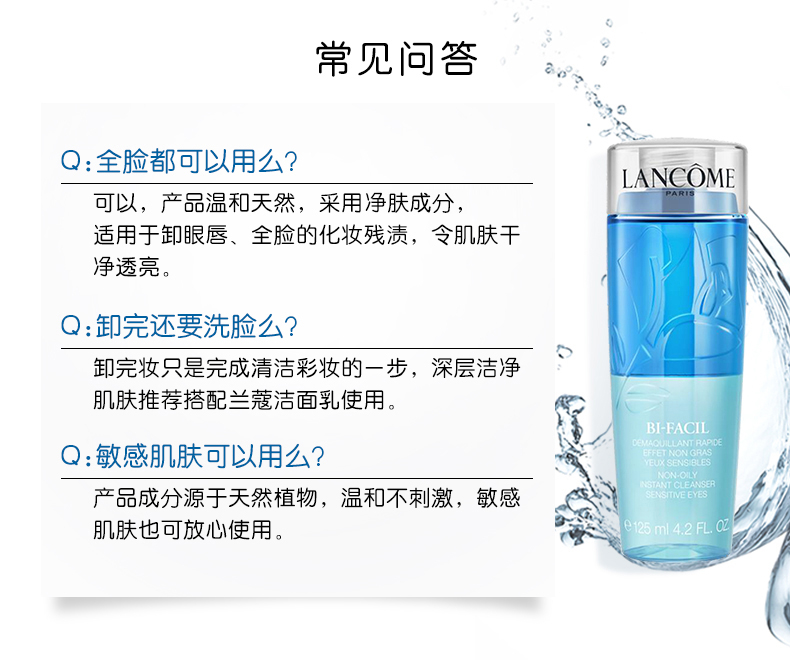 常见问答
Q:全脸都可以用么?
可以，产品温和天然，采用净肤成分，
适用于卸眼唇、全脸的化妆残渍，令肌肤干
净透亮。
Q:卸完还要洗脸么?
卸完妆只是完成清洁彩妆的一步，深层洁净
肌肤推荐搭配兰蔻洁面乳使用。
Q:敏感肌肤可以用么?
产品成分源于天然植物，温和不刺激，敏感
肌肤也可放心使用。
LANCÔME
PARIS
BI-FACIL
DÉMAQUILLANT RAPIDE
EFFET NON GRAS
YEUX SENSIBLES
NON-OILY
INSTANT CLEANSER
SENSITIVE EYES
℮125 ml 4.2 FL. OZ